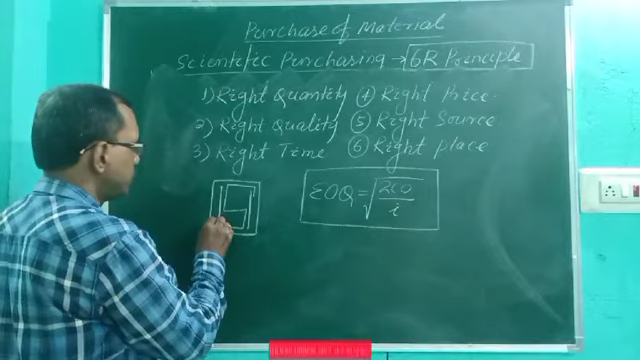 Purchase of Material
Scientific Purchasing → 6R Principle
1) Right Quantity ④ Right Price.
2) Right Quality ⑤ Right Source
3) Right Time ⑥ Right place
EOQ = √2CO/i